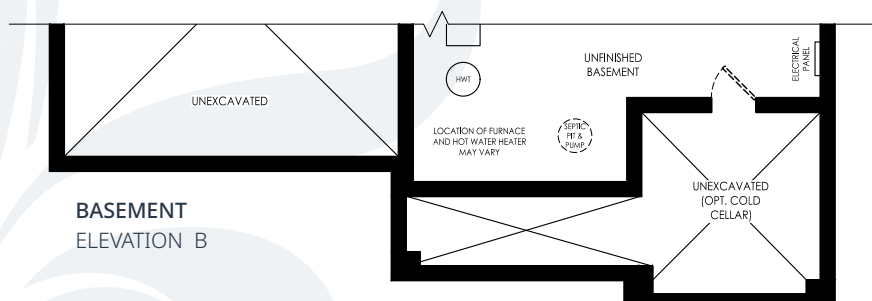 UNFINISHED
BASEMENT
ELECTRICAL
PANEL
HWT
UNEXCAVATED
LOCATION OF FURNACE
AND HOT WATER HEATER
MAY VARY
SEPTIC
PIT &
PUMP
UNEXCAVATED
(OPT. COLD
CELLAR)
BASEMENT
ELEVATION B